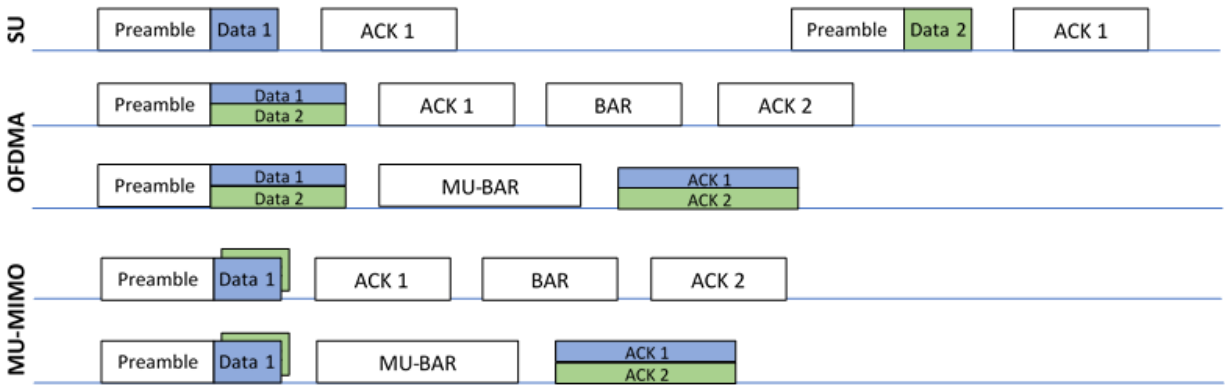 SU
Preamble Data 1 ACK 1 Preamble Data 2 ACK 1
OFDMA
Preamble Data 1 ACK 1 BAR ACK 2
Data 2
Preamble Data 1 MU-BAR ACK 1
Data 2 ACK 2
MU-MIMO
Preamble Data 1 ACK 1 BAR ACK 2
Preamble Data 1 MU-BAR ACK 1
ACK 2